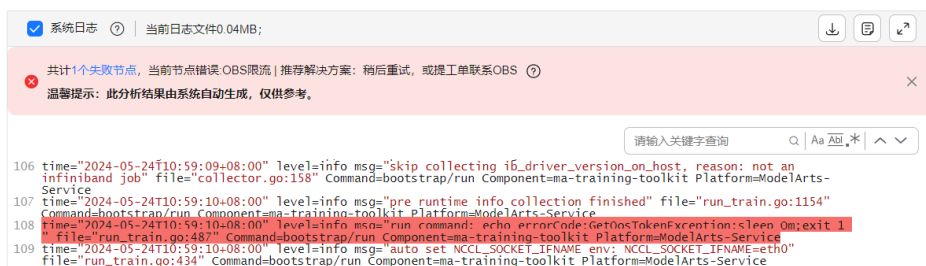 系统日志 ? 当前日志文件0.04MB;
共计1个失败节点，当前节点错误:OBS限流 | 推荐解决方案：稍后重试，或提工单联系OBS ?
温馨提示：此分析结果由系统自动生成，仅供参考。
请输入关键字查询 Aa Abl .*
106 time="2024-05-24T10:59:09+08:00" level=info msg="skip collecting ib_driver_version_on_host, reason: not an
infiniband job" file="collector.go:158" Command=bootstrap/run Component=ma-training-toolkit Platform=ModelArts-
Service
107 time="2024-05-24T10:59:10+08:00" level=info msg="pre runtime info collection finished" file="run_train.go:1154"
Command=bootstrap/run Component=ma-training-toolkit Platform=ModelArts-Service
108 time="2024-05-24T10:59:10+08:00" level=info msg="run command: echo errorCode:GetOosTokenException;sleep 0m;exit 1
" file="run_train.go:487" Command=bootstrap/run Component=ma-training-toolkit Platform=ModelArts-Service
109 time="2024-05-24T10:59:10+08:00" level=info msg="auto set NCCL_SOCKET_IFNAME env: NCCL_SOCKET_IFNAME=eth0"
file="run_train.go:434" Command=bootstrap/run Component=ma-training-toolkit Platform=ModelArts-Service